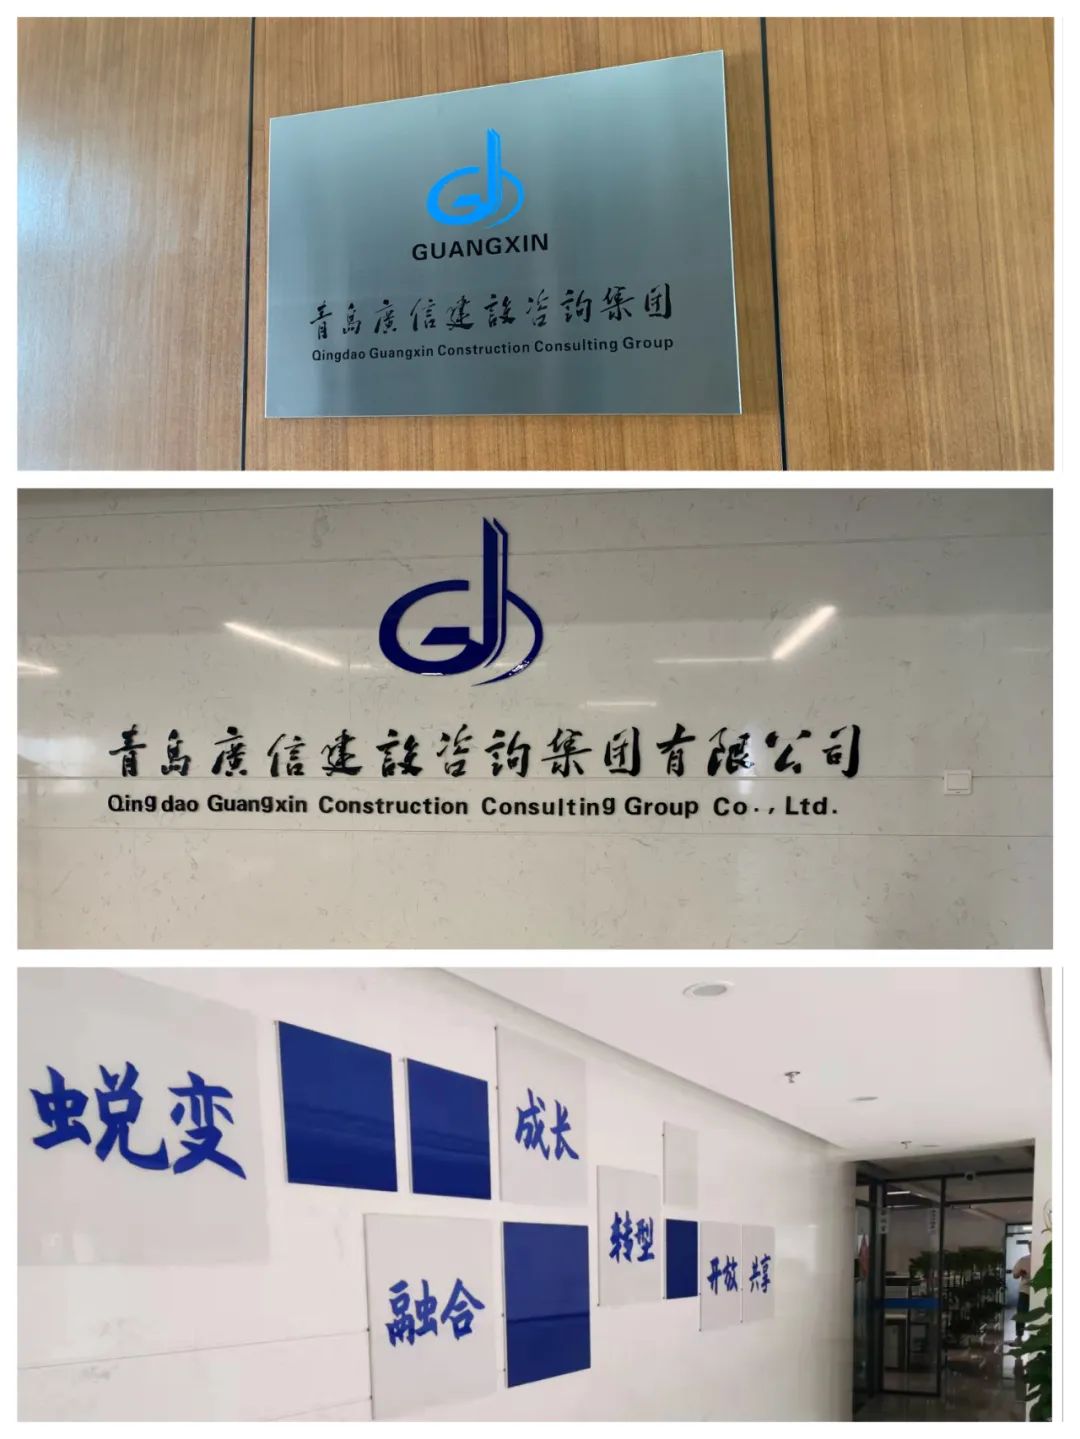 GUANGXIN
青島廣信建設咨詢集团
Qingdao Guangxin Construction Consulting Group
青島廣信建設咨詢集团有限公司
Qingdao Guangxin Construction Consulting Group Co., Ltd.
蜕变
成长
融合
转型
开放
共享